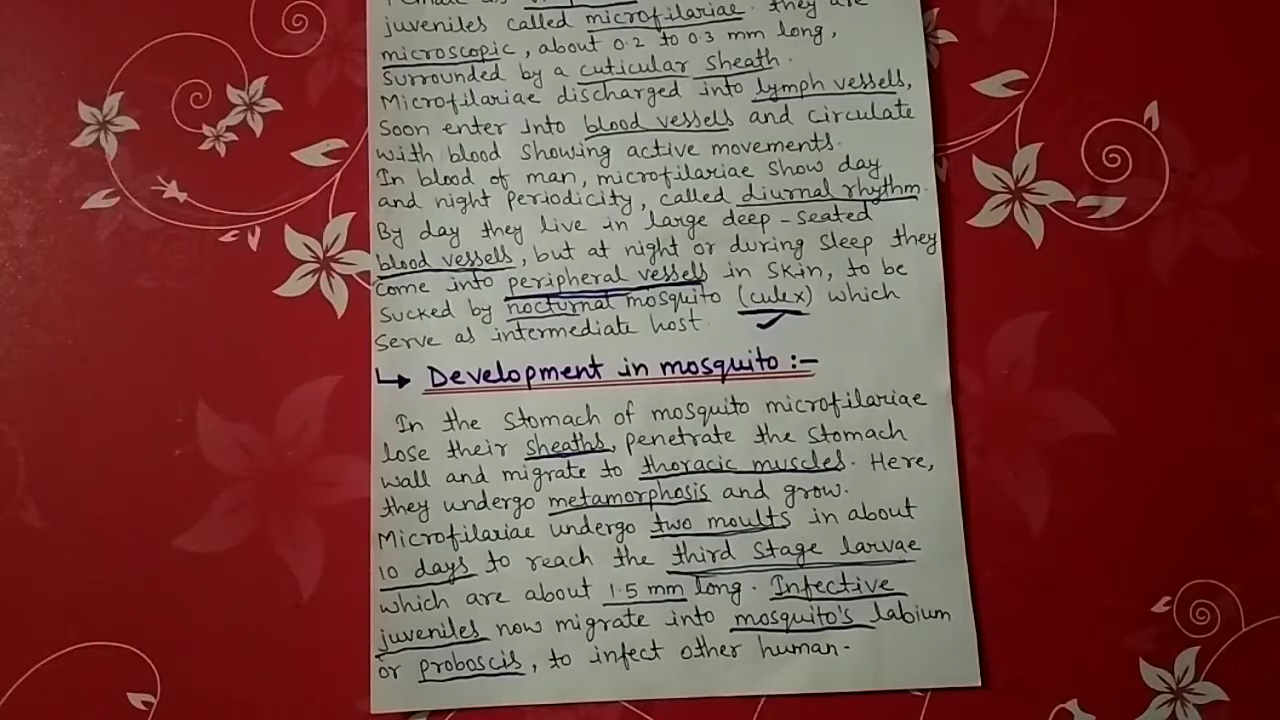 juveniles called microfilariae. they are
microscopic, about 0.2 to 0.3 mm long,
surrounded by a cuticular sheath.
Microfilariae discharged into lymph vessels,
soon enter into blood vessels and circulate
with blood showing active movements.
In blood of man, microfilariae show day
and night periodicity, called diurnal rhythm.
By day they live in large deep-seated
blood vessels, but at night or during sleep they
come into peripheral vessels in skin, to be
sucked by nocturnal mosquito (culex) which
serve as intermediate host.
↳ Development in mosquito :-
In the stomach of mosquito microfilariae
lose their sheaths, penetrate the stomach
wall and migrate to thoracic muscles. Here,
they undergo metamorphosis and grow.
Microfilariae undergo two moults in about
10 days to reach the third stage larvae
which are about 1.5 mm long. Infective
juveniles now migrate into mosquito's labium
or proboscis, to infect other human.